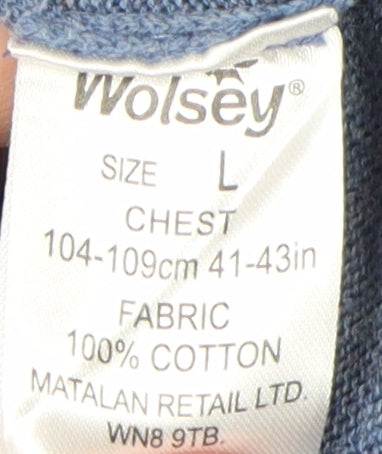 Wolsey®
SIZE L
CHEST
104-109cm 41-43in
FABRIC
100% COTTON
MATALAN RETAIL LTD.
WN8 9TB.